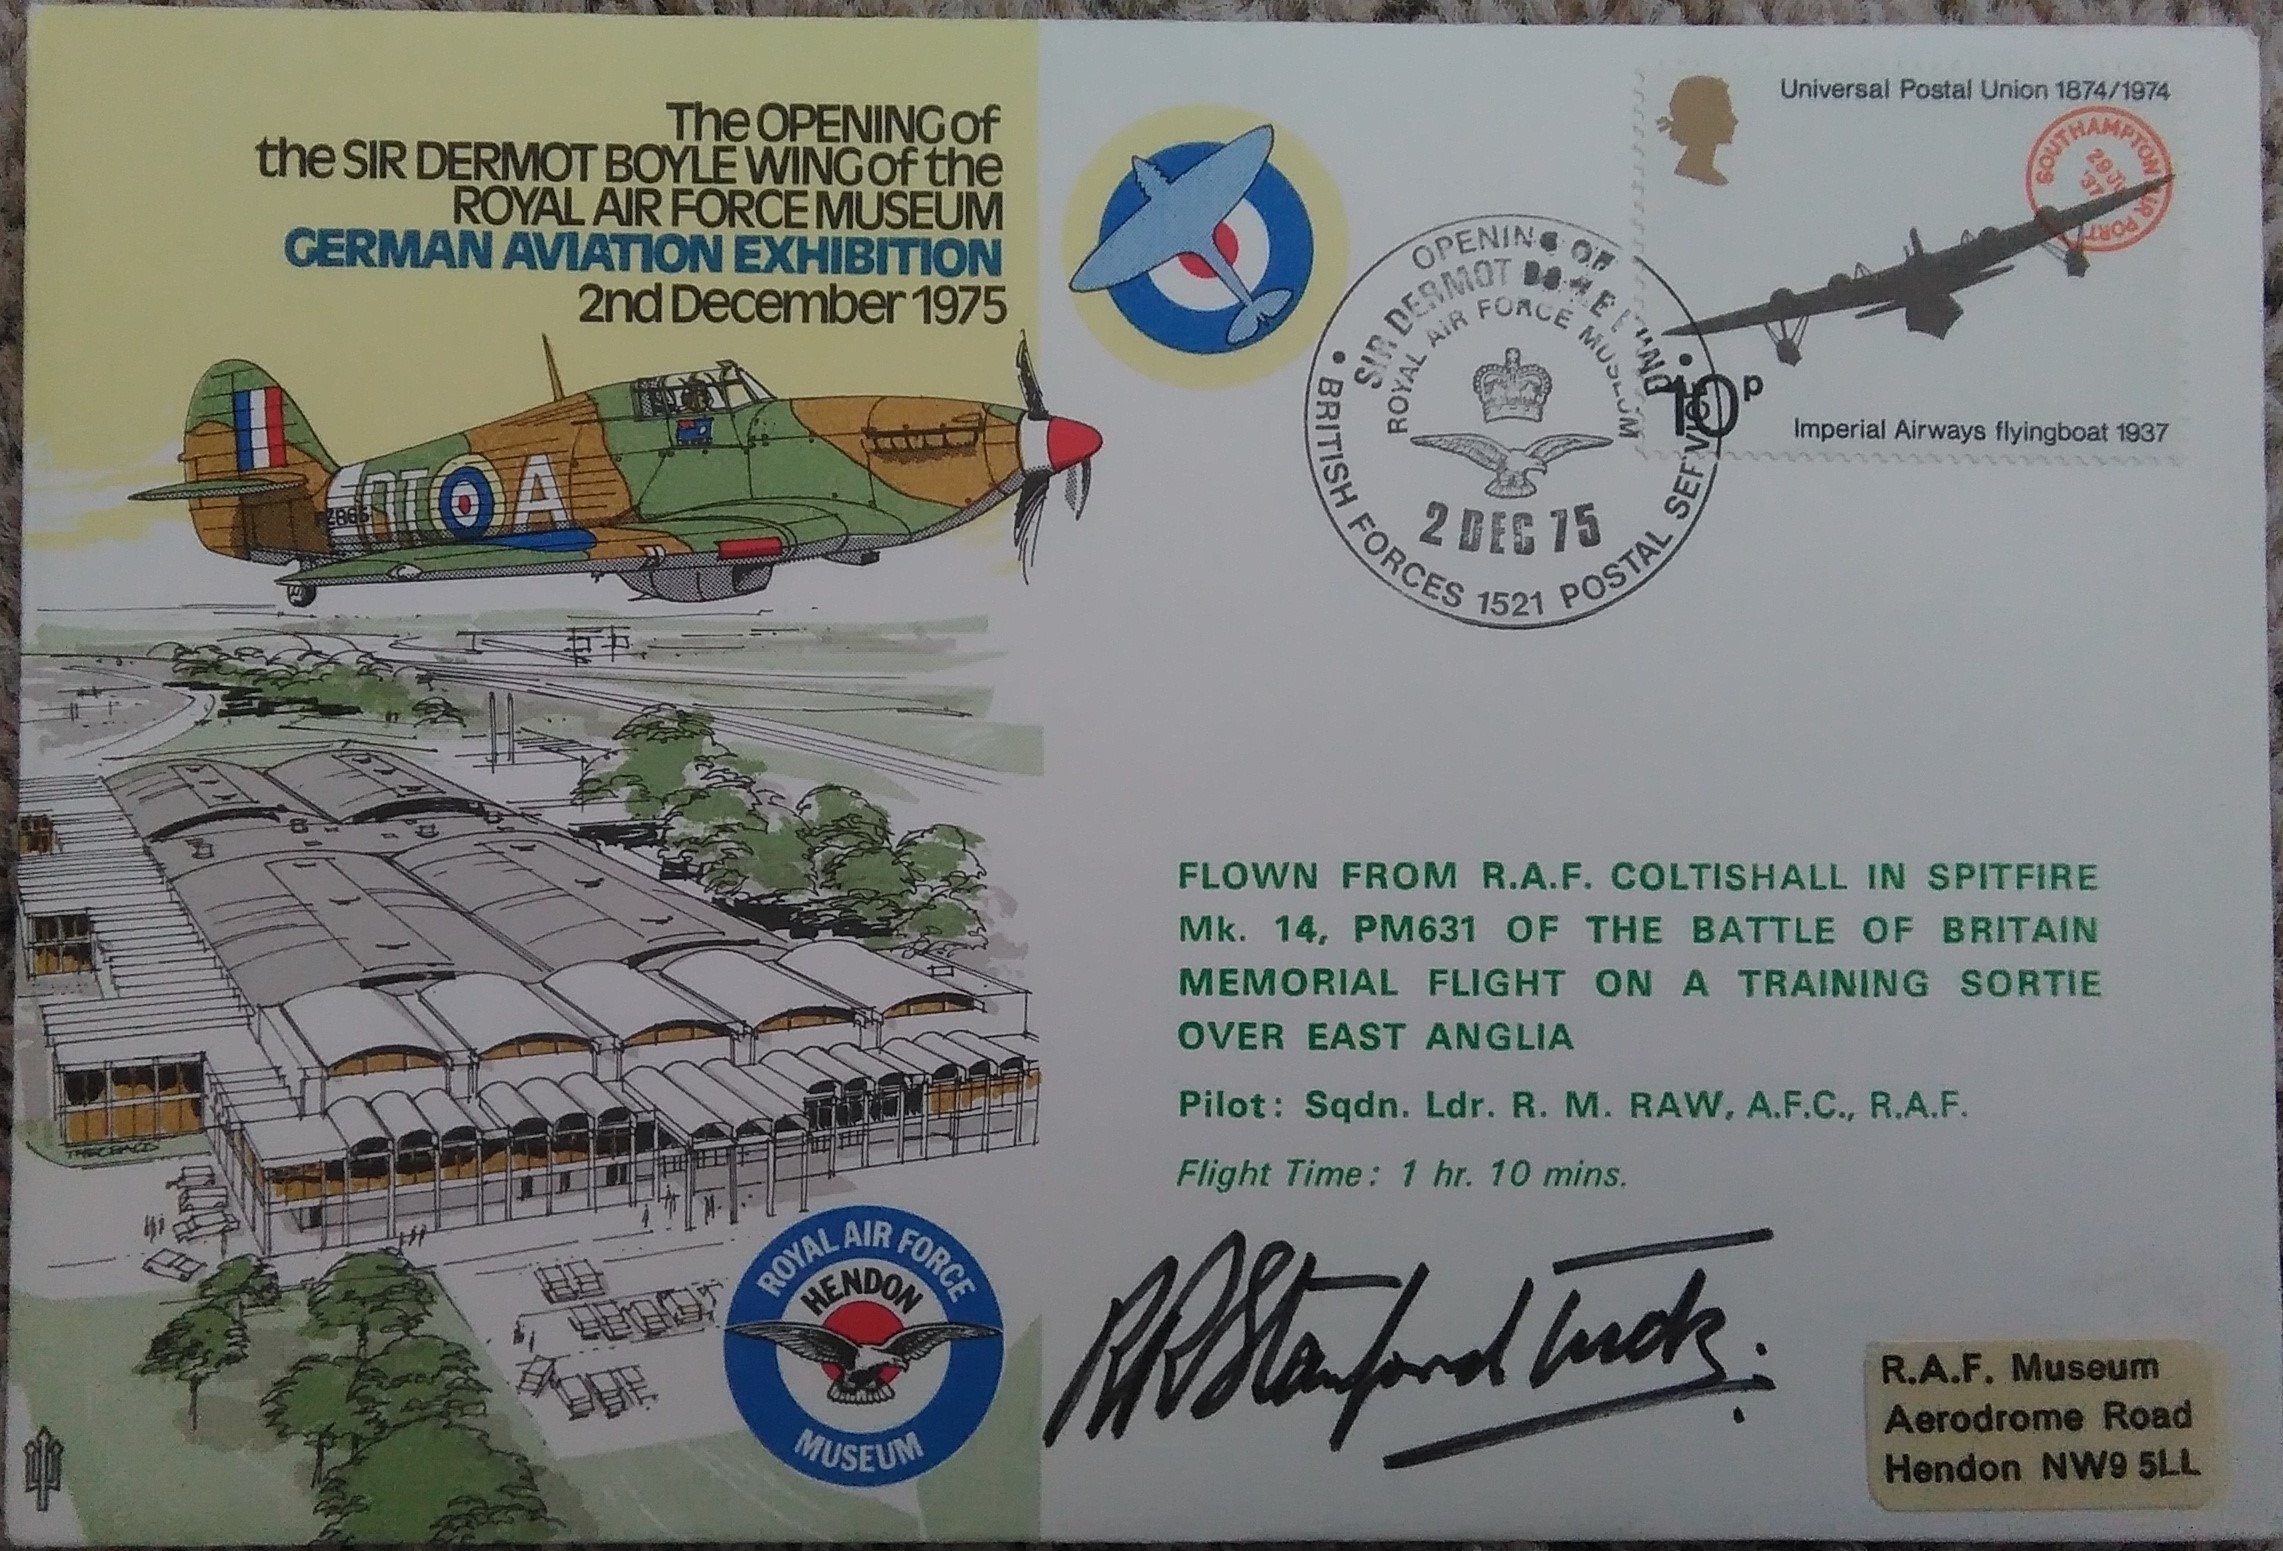 The OPENING of
the SIR DERMOT BOYLE WING of the
ROYAL AIR FORCE MUSEUM
GERMAN AVIATION EXHIBITION
2nd December 1975
A
ROYAL AIR FORCE
HENDON
MUSEUM
Universal Postal Union 1874/1974
SOUTHAMPTON AIR PORT
'37
10p
Imperial Airways flyingboat 1937
OPENING OF
SIR DERMOT
ROYAL AIR FORCE MUSEUM
2 DEC 75
BRITISH FORCES 1521 POSTAL SERVICE
FLOWN FROM R.A.F. COLTISHALL IN SPITFIRE
Mk. 14, PM631 OF THE BATTLE OF BRITAIN
MEMORIAL FLIGHT ON A TRAINING SORTIE
OVER EAST ANGLIA
Pilot: Sqdn. Ldr. R. M. RAW, A.F.C., R.A.F.
Flight Time: 1 hr. 10 mins.
RR Stanford Tuck
R.A.F. Museum
Aerodrome Road
Hendon NW9 5LL